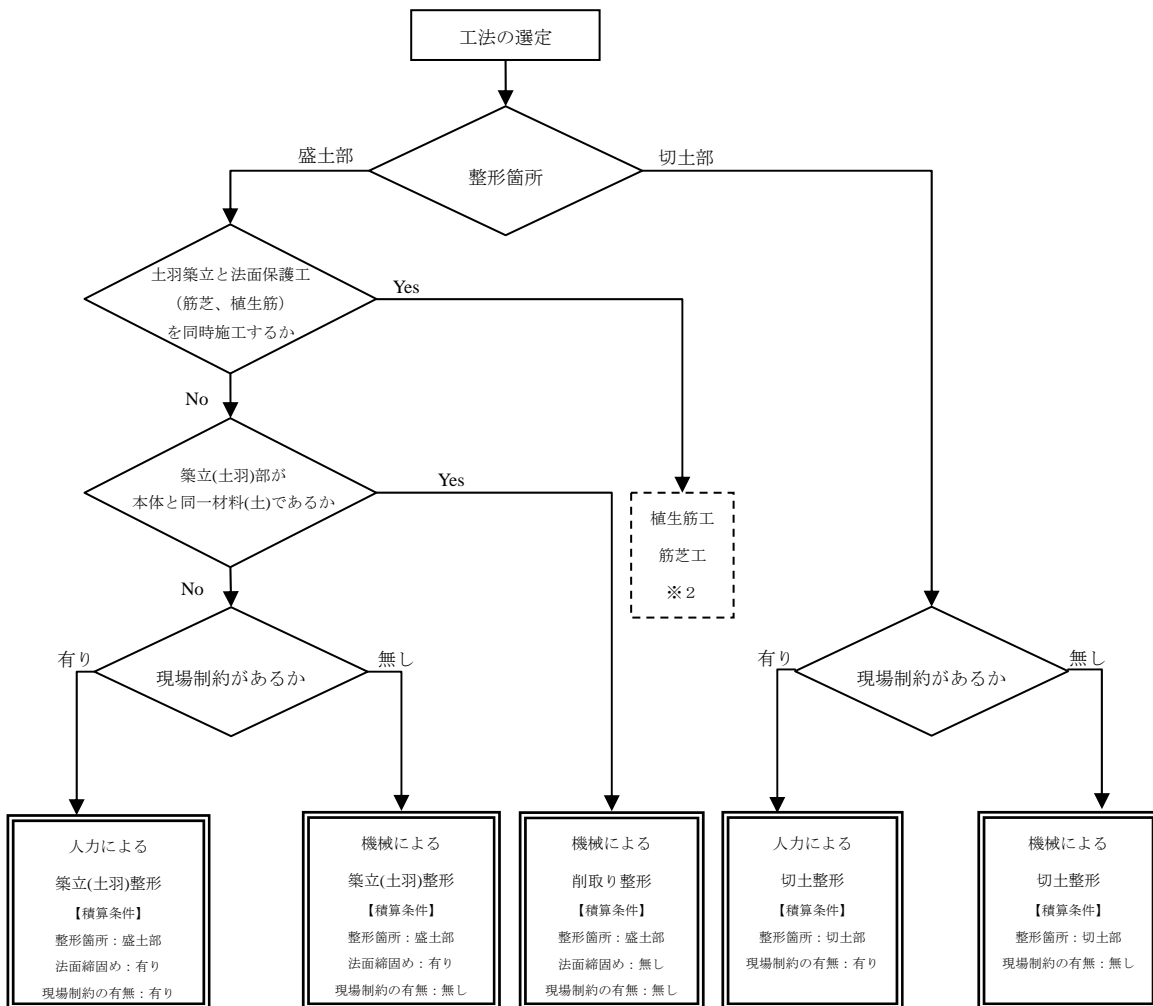 工法の選定
盛土部
切土部
整形箇所
土羽築立と法面保護工
（筋芝、植生筋）
を同時施工するか
Yes
No
築立(土羽)部が
本体と同一材料(土)であるか
Yes
植生筋工
筋芝工
※２
No
有り
現場制約があるか
無し
有り
現場制約があるか
無し
人力による
築立(土羽)整形
【積算条件】
整形箇所：盛土部
法面締固め：有り
現場制約の有無：有り
機械による
築立(土羽)整形
【積算条件】
整形箇所：盛土部
法面締固め：有り
現場制約の有無：無し
機械による
削取り整形
【積算条件】
整形箇所：盛土部
法面締固め：無し
現場制約の有無：無し
人力による
切土整形
【積算条件】
整形箇所：切土部
現場制約の有無：有り
機械による
切土整形
【積算条件】
整形箇所：切土部
現場制約の有無：無し